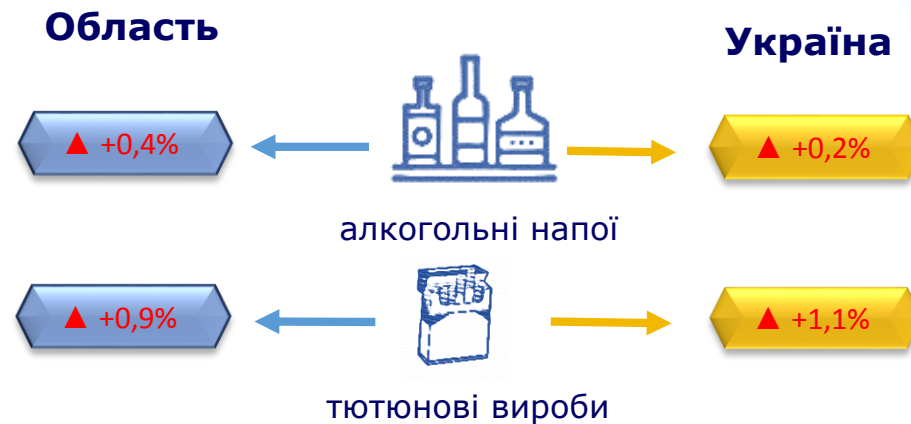 Область
Україна
▲ +0,4%
▲ +0,2%
алкогольні напої
▲ +0,9%
▲ +1,1%
тютюнові вироби